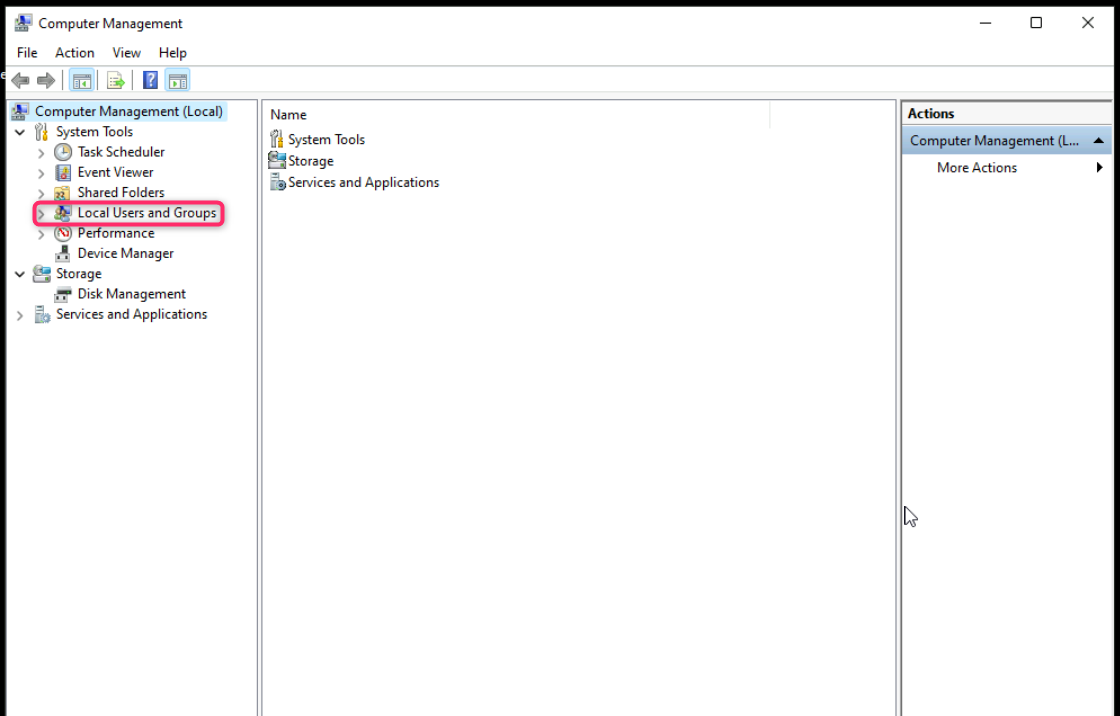 Computer Management
File Action View Help
Computer Management (Local)
System Tools
Task Scheduler
Event Viewer
Shared Folders
Local Users and Groups
Performance
Device Manager
Storage
Disk Management
Services and Applications
Name
System Tools
Storage
Services and Applications
Actions
Computer Management (L...
More Actions